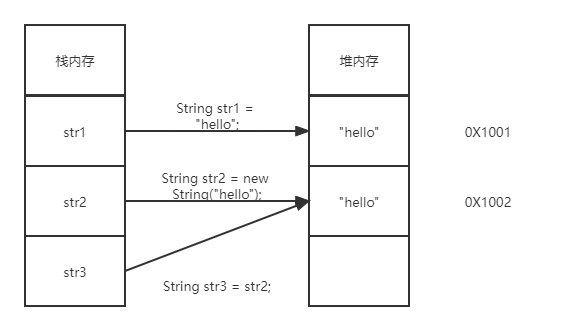 栈内存
堆内存
String str1 =
"hello";
str1
"hello"
0X1001
String str2 = new
String("hello");
str2
"hello"
0X1002
str3
String str3 = str2;